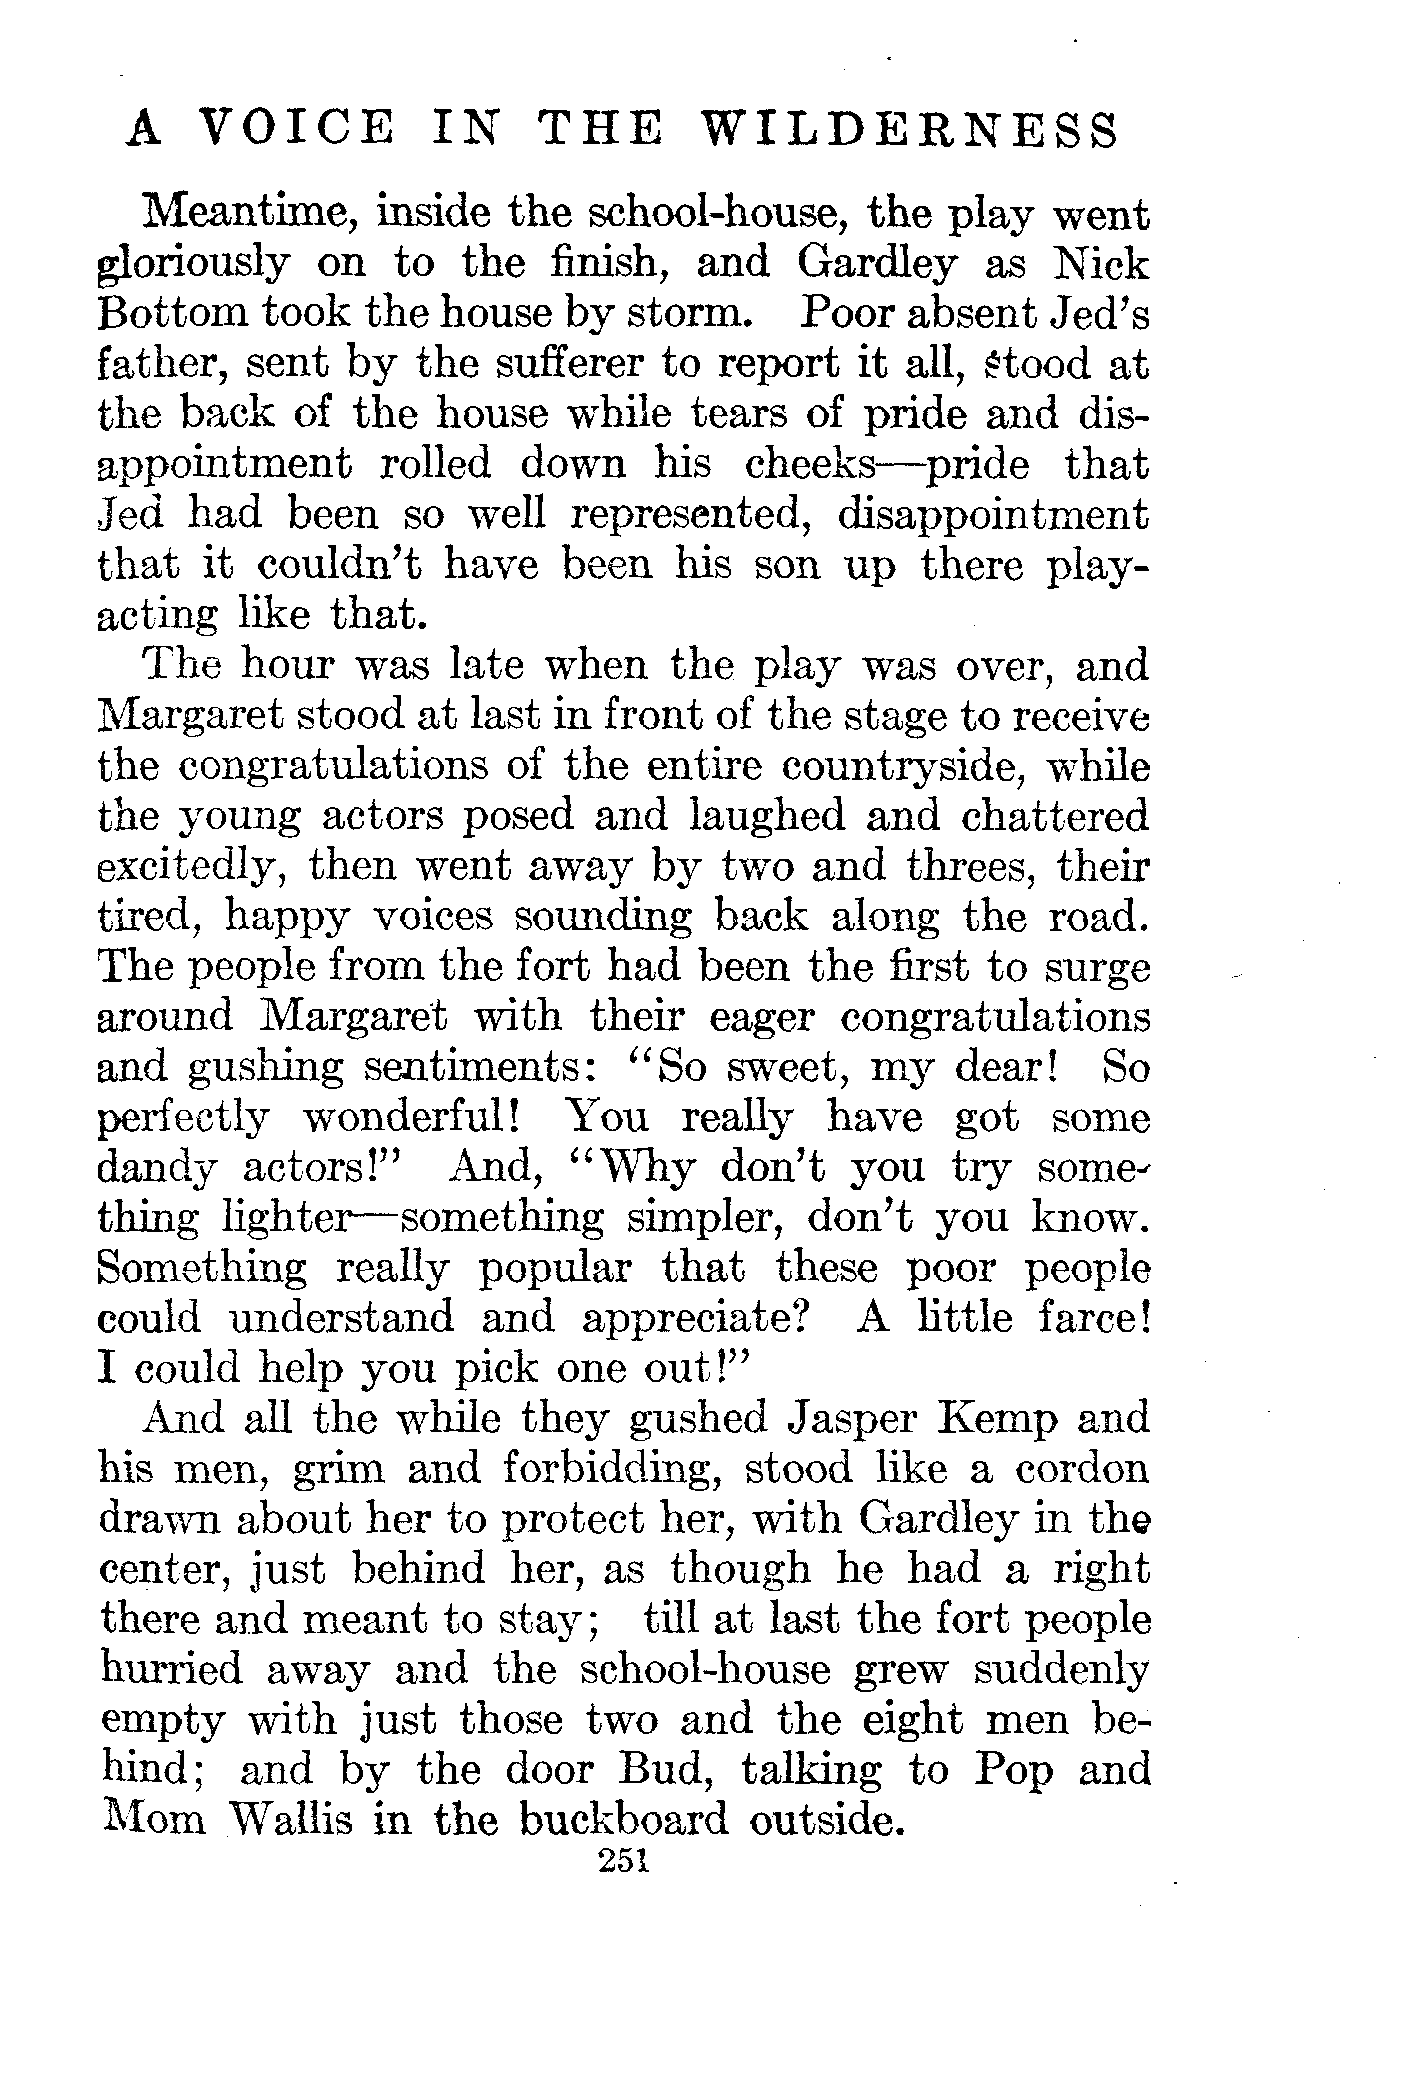 A VOICE IN THE WILDERNESS
Meantime, inside the school-house, the play went
gloriously on to the finish, and Gardley as Nick
Bottom took the house by storm. Poor absent Jed's
father, sent by the sufferer to report it all, stood at
the back of the house while tears of pride and dis-
appointment rolled down his cheeks—pride that
Jed had been so well represented, disappointment
that it couldn't have been his son up there play-
acting like that.
The hour was late when the play was over, and
Margaret stood at last in front of the stage to receive
the congratulations of the entire countryside, while
the young actors posed and laughed and chattered
excitedly, then went away by two and threes, their
tired, happy voices sounding back along the road.
The people from the fort had been the first to surge
around Margaret with their eager congratulations
and gushing sentiments: "So sweet, my dear! So
perfectly wonderful! You really have got some
dandy actors!" And, "Why don't you try some-
thing lighter—something simpler, don't you know.
Something really popular that these poor people
could understand and appreciate? A little farce!
I could help you pick one out!"
And all the while they gushed Jasper Kemp and
his men, grim and forbidding, stood like a cordon
drawn about her to protect her, with Gardley in the
center, just behind her, as though he had a right
there and meant to stay; till at last the fort people
hurried away and the school-house grew suddenly
empty with just those two and the eight men be-
hind; and by the door Bud, talking to Pop and
Mom Wallis in the buckboard outside.
251